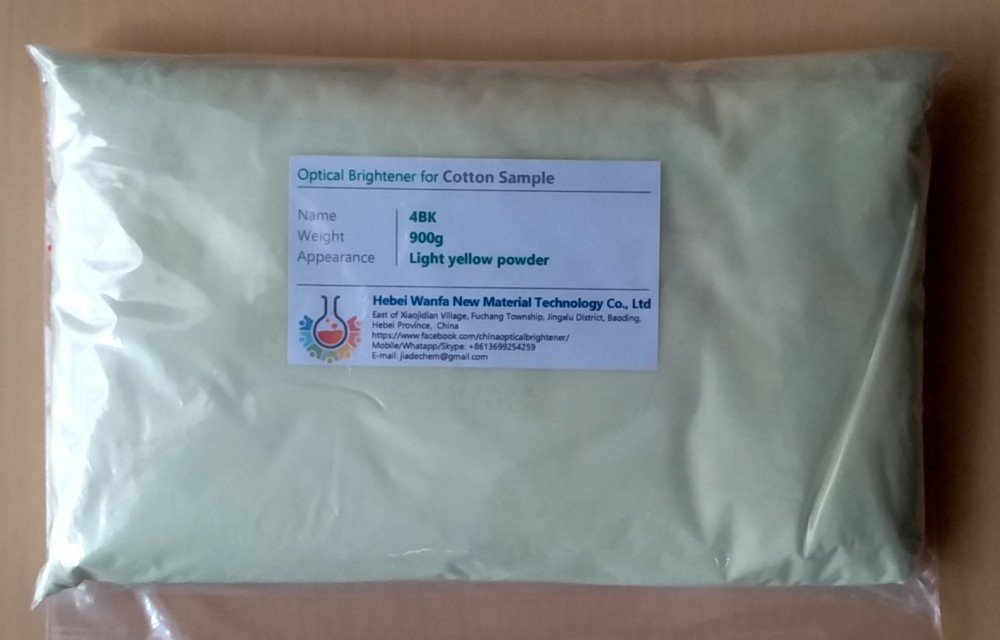 Optical Brightener for Cotton Sample
Name 4BK
Weight 900g
Appearance Light yellow powder
Hebei Wanfa New Material Technology Co., Ltd
East of Xiaojidian Village, Fuchang Township, Jingxiu District, Baoding,
Hebei Province, China
https://www.facebook.com/chinaopticalbrightener/
Mobile/Whatapp/Skype: +8613699254259
E-mail: jiadechem@gmail.com